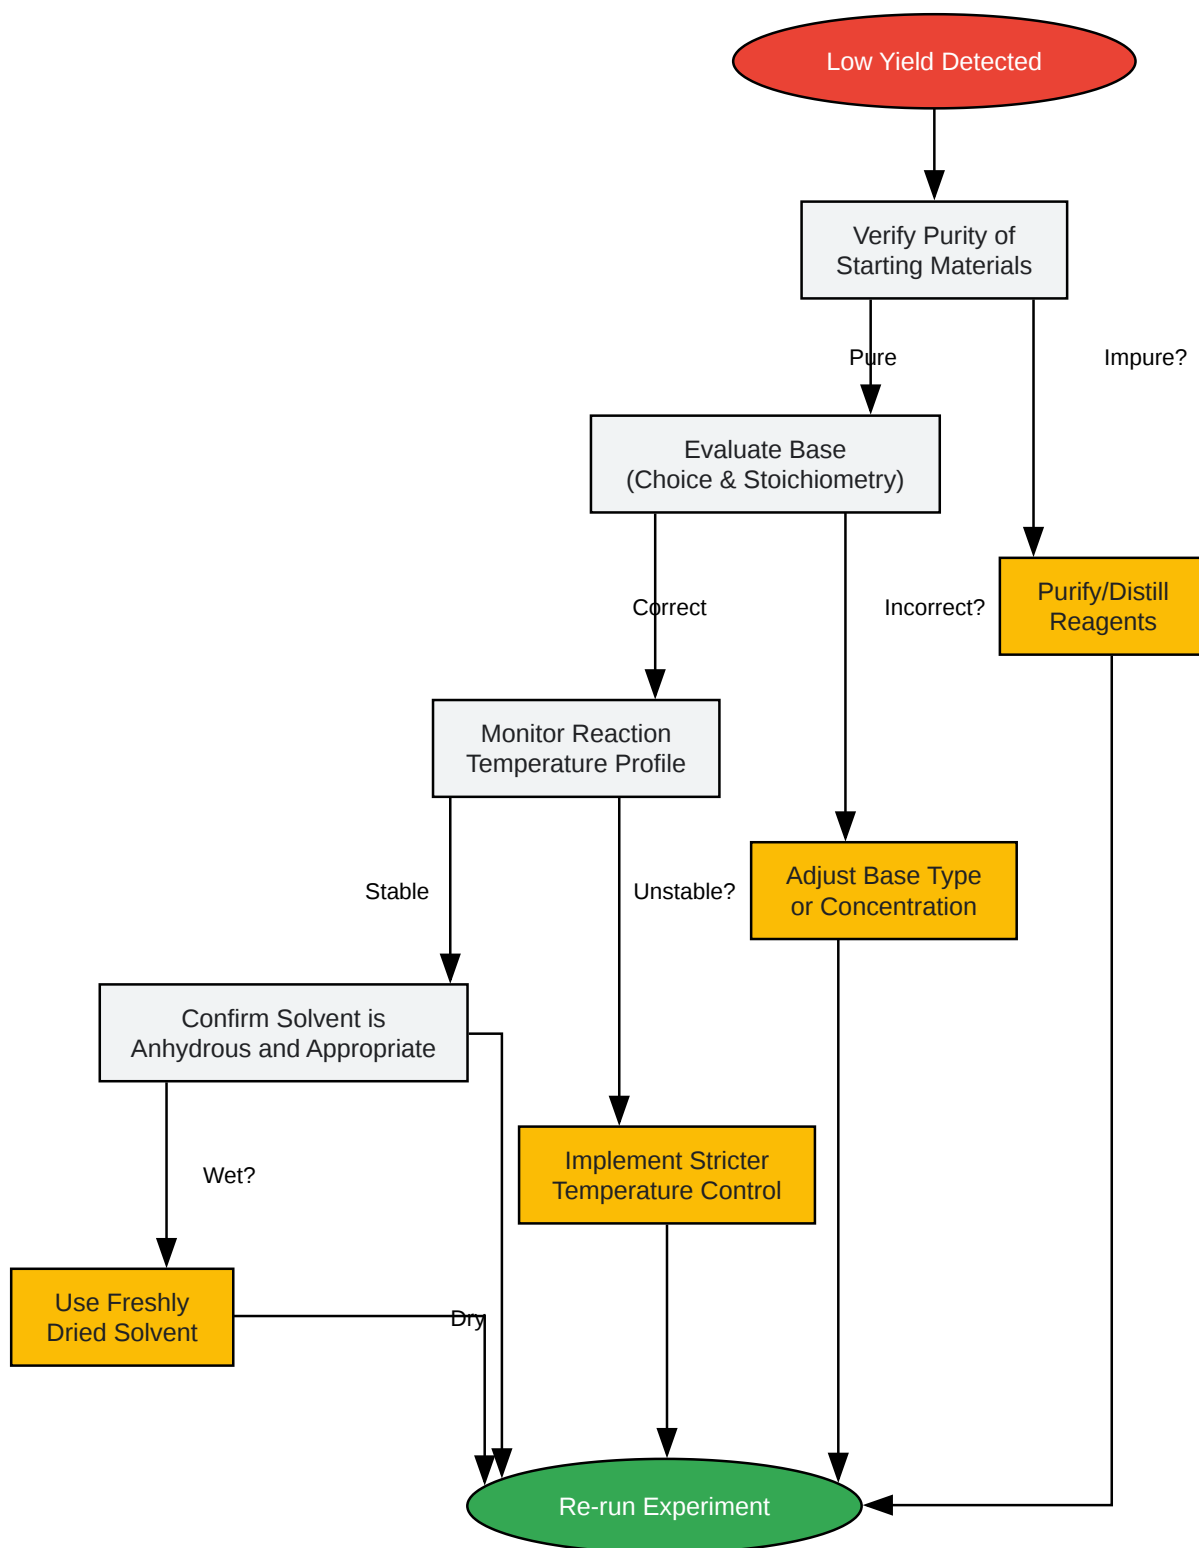 Low Yield Detected
Verify Purity of
Starting Materials
Pure
Impure?
Evaluate Base
(Choice & Stoichiometry)
Correct
Incorrect?
Purify/Distill
Reagents
Monitor Reaction
Temperature Profile
Stable
Unstable?
Adjust Base Type
or Concentration
Confirm Solvent is
Anhydrous and Appropriate
Wet?
Implement Stricter
Temperature Control
Use Freshly
Dried Solvent
Dry
Re-run Experiment